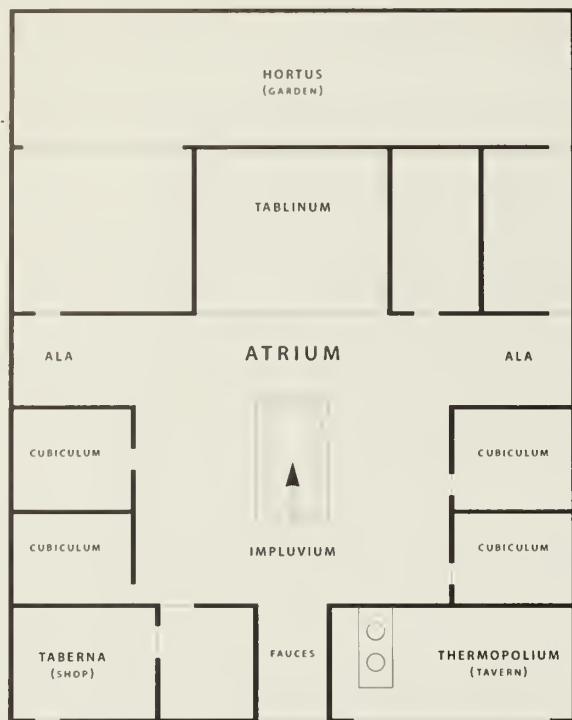 HORTUS
(GARDEN)
TABLINUM
ALA
ATRIUM
ALA
CUBICULUM
CUBICULUM
CUBICULUM
IMPLUVIUM
CUBICULUM
TABERNA
(SHOP)
FAUCES
THERMOPOLIUM
(TAVERN)